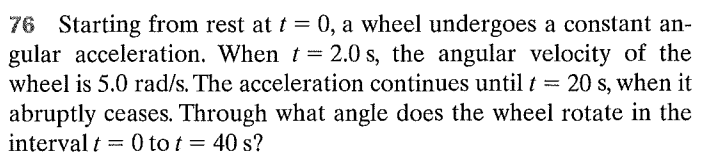 76 Starting from rest at t = 0, a wheel undergoes a constant an-
gular acceleration. When t = 2.0 s, the angular velocity of the
wheel is 5.0 rad/s. The acceleration continues until t = 20 s, when it
abruptly ceases. Through what angle does the wheel rotate in the
interval t = 0 to t = 40 s?